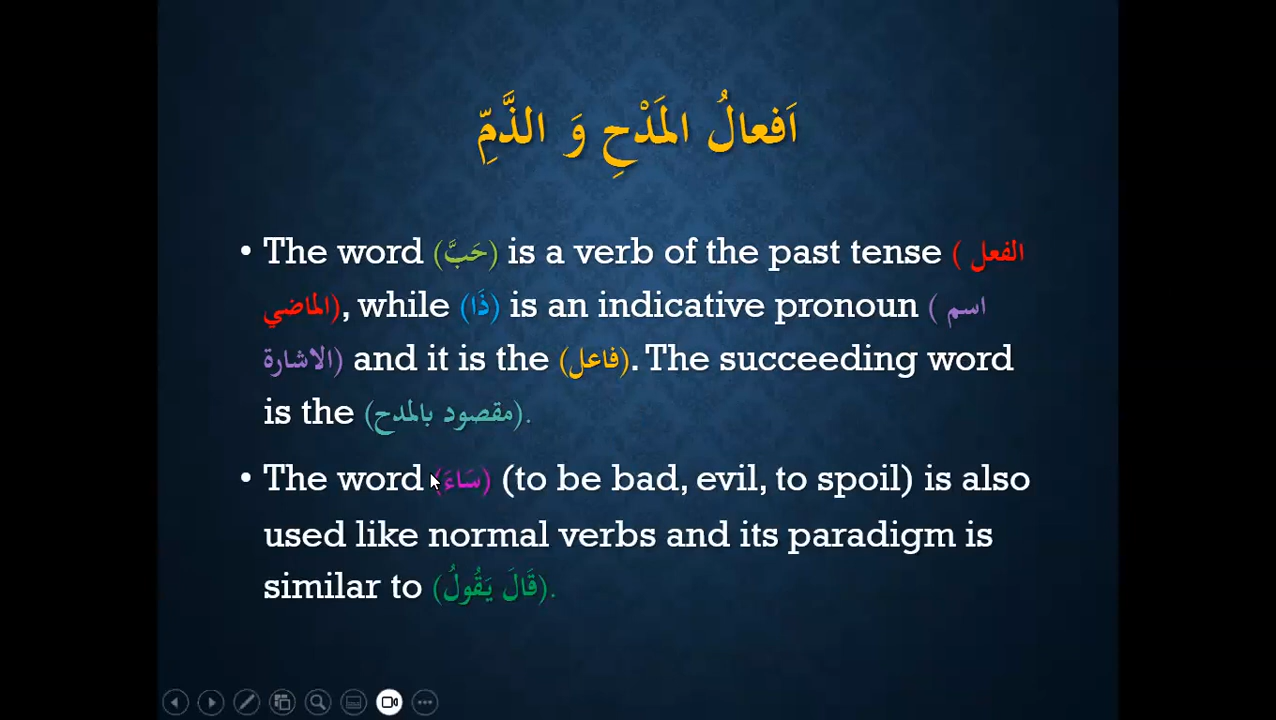 اَفعالُ المَدْحِ وَ الذَّمِّ
• The word (حَبَّ) is a verb of the past tense (الفعل
الماضي), while (ذَا) is an indicative pronoun (اسم
الاشارة) and it is the (فاعل). The succeeding word
is the (مقصود بالمدح).
• The word (سَاءَ) (to be bad, evil, to spoil) is also
used like normal verbs and its paradigm is
similar to (قَالَ يَقُولُ).